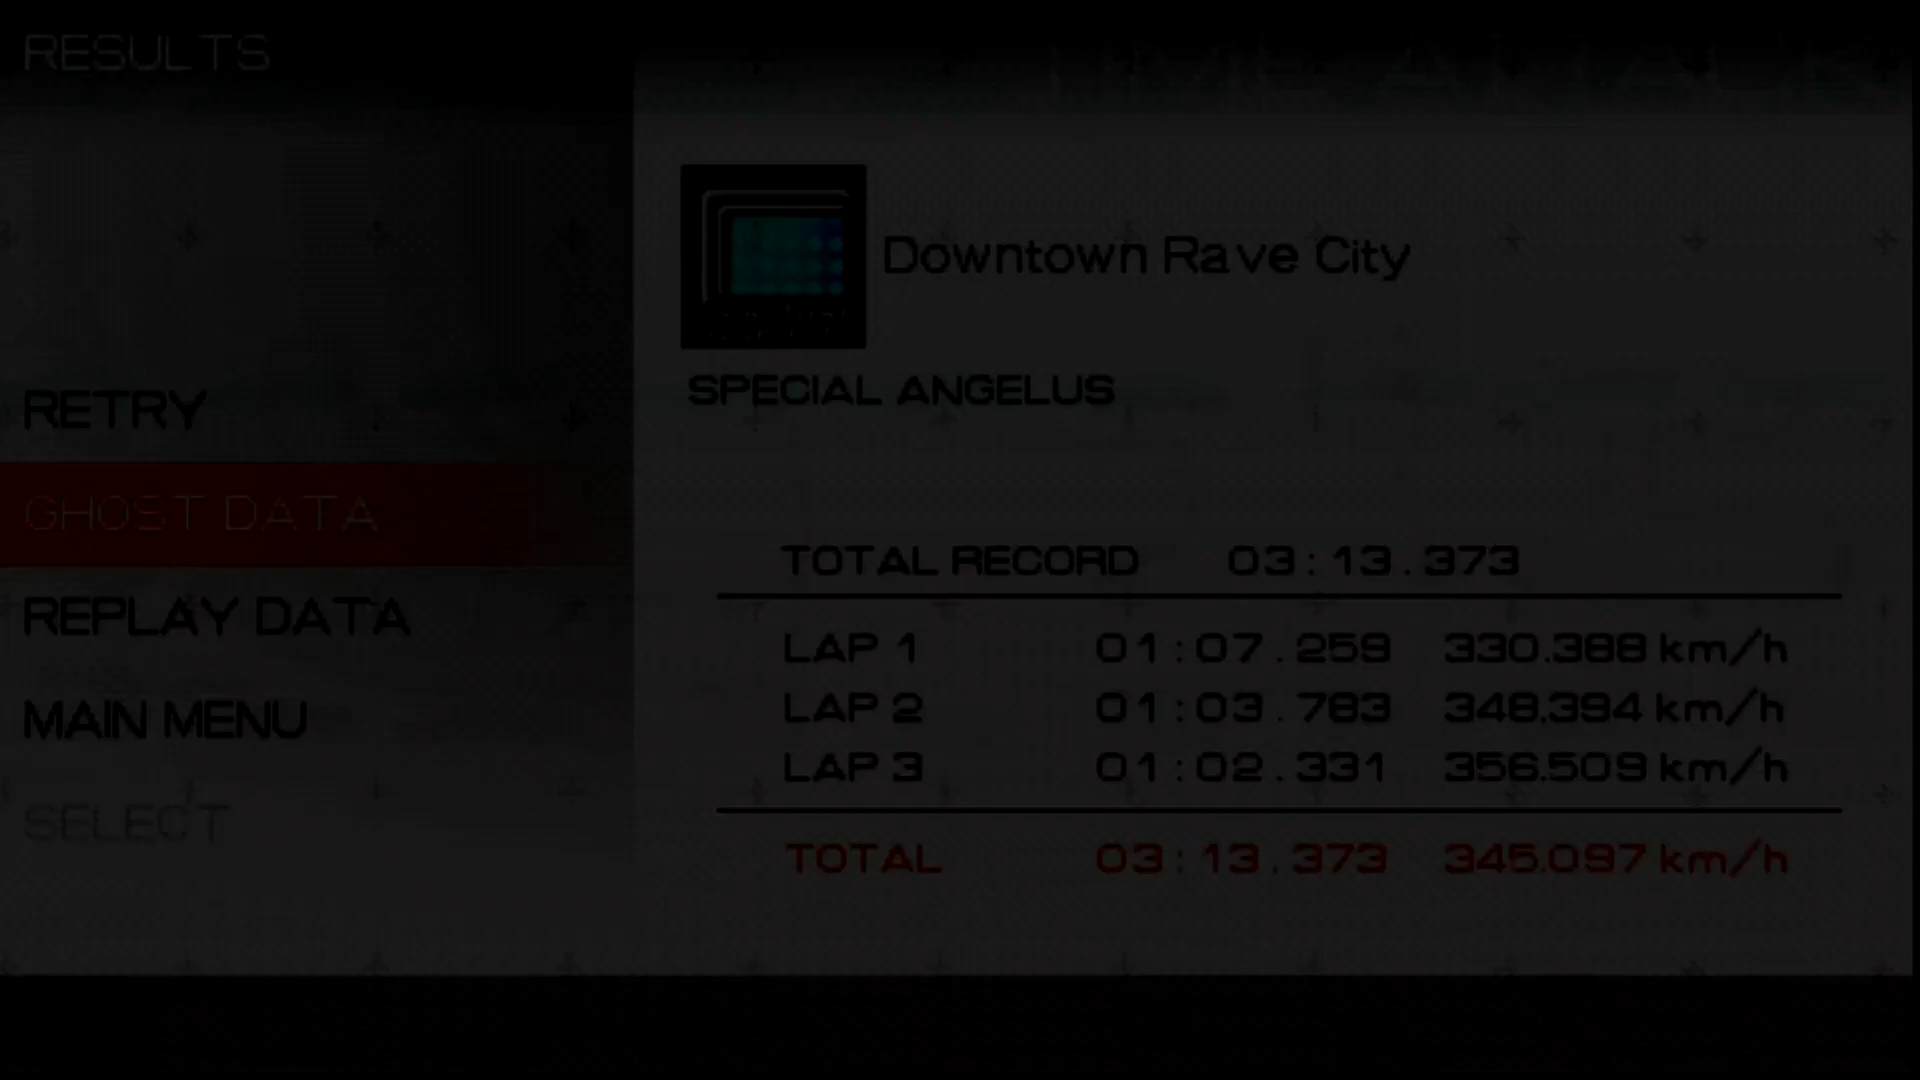 RESULTS
RETRY
GHOST DATA
REPLAY DATA
MAIN MENU
SELECT
Downtown Rave City
SPECIAL ANGELUS
TOTAL RECORD 03:13.373
LAP 1 01:07.259 330.388 km/h
LAP 2 01:03.783 348.394 km/h
LAP 3 01:02.331 356.509 km/h
TOTAL 03:13.373 345.097 km/h